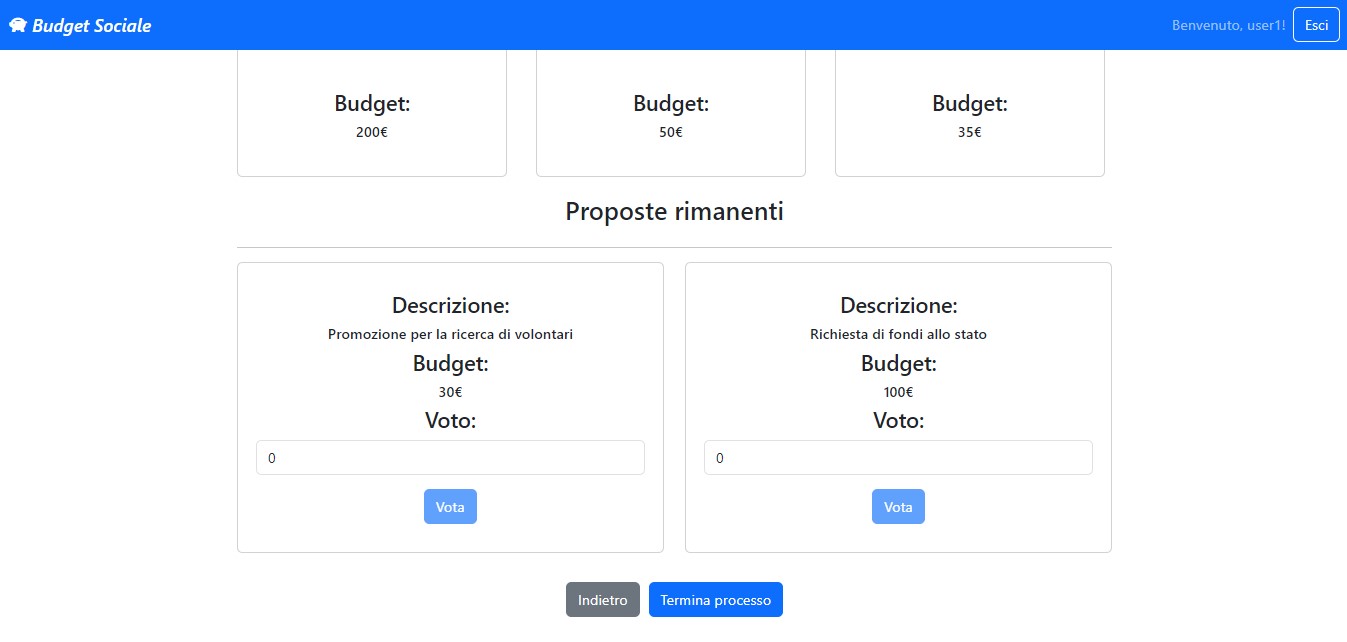 Budget Sociale
Benvenuto, user1!
Esci
Budget:
200€
Budget:
50€
Budget:
35€
Proposte rimanenti
Descrizione:
Promozione per la ricerca di volontari
Budget:
30€
Voto:
0
Vota
Descrizione:
Richiesta di fondi allo stato
Budget:
100€
Voto:
0
Vota
Indietro
Termina processo